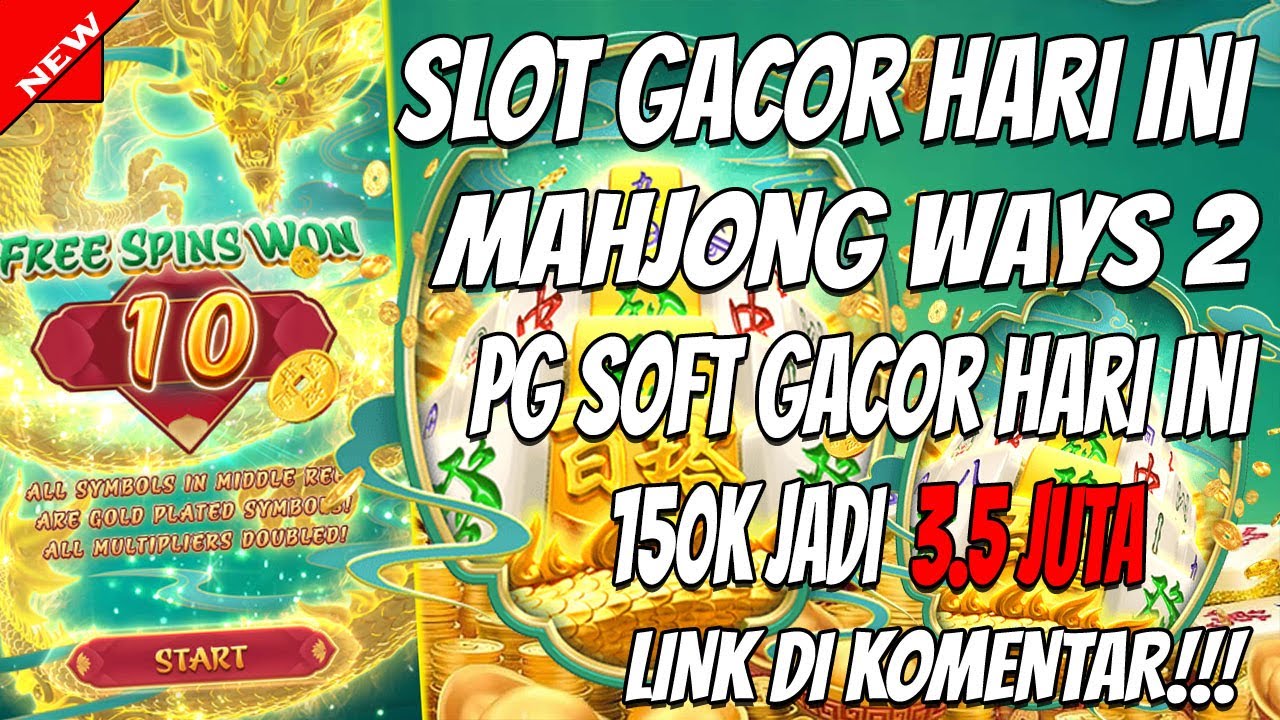 NEW
FREE SPINS WON
10
ALL SYMBOLS IN MIDDLE REE
ARE GOLD PLATED SYMBOLS!
ALL MULTIPLIERS DOUBLED!
START
SLOT GACOR HARI INI
MAHJONG WAYS 2
PG SOFT GACOR HARI INI
150K JADI 3.5 JUTA
LINK DI KOMENTAR!!!